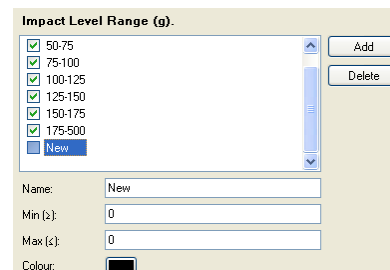 Impact Level Range (g).
50-75
75-100
100-125
125-150
150-175
175-500
New
Add
Delete
Name: New
Min (≥): 0
Max (≤): 0
Colour: